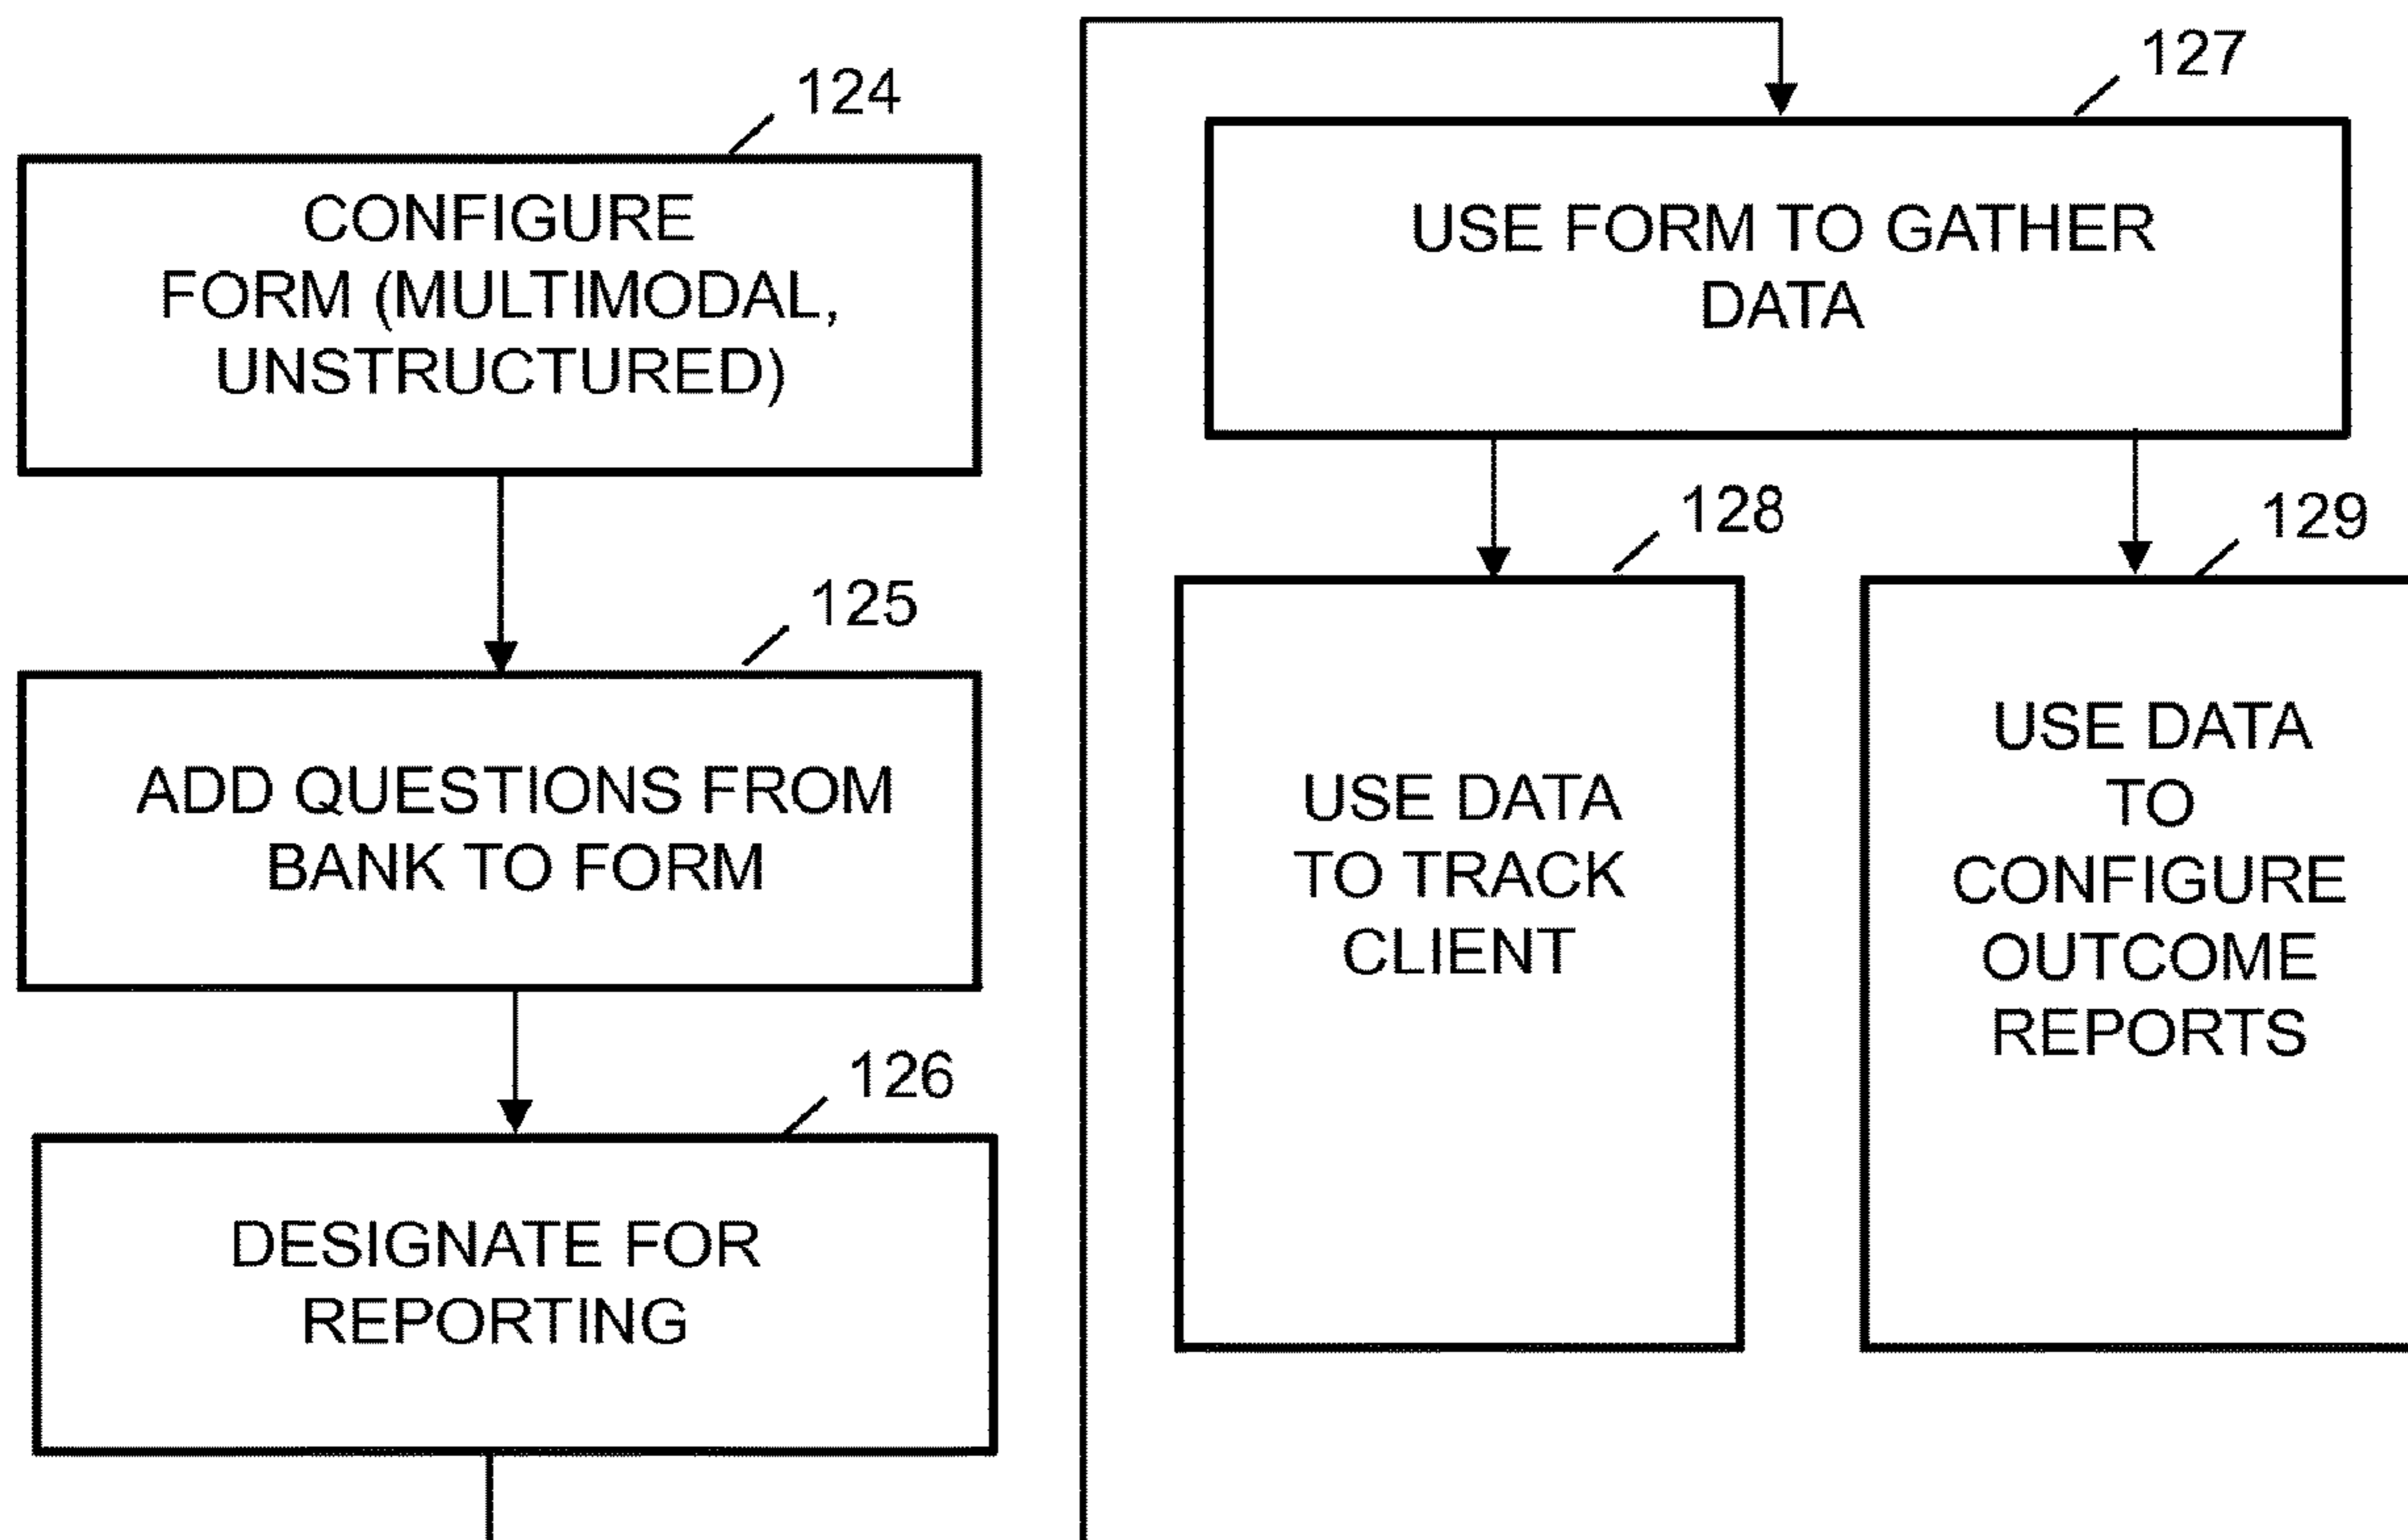 124
CONFIGURE
FORM (MULTIMODAL,
UNSTRUCTURED)
125
ADD QUESTIONS FROM
BANK TO FORM
126
DESIGNATE FOR
REPORTING
127
USE FORM TO GATHER
DATA
128
USE DATA
TO TRACK
CLIENT
129
USE DATA
TO
CONFIGURE
OUTCOME
REPORTS